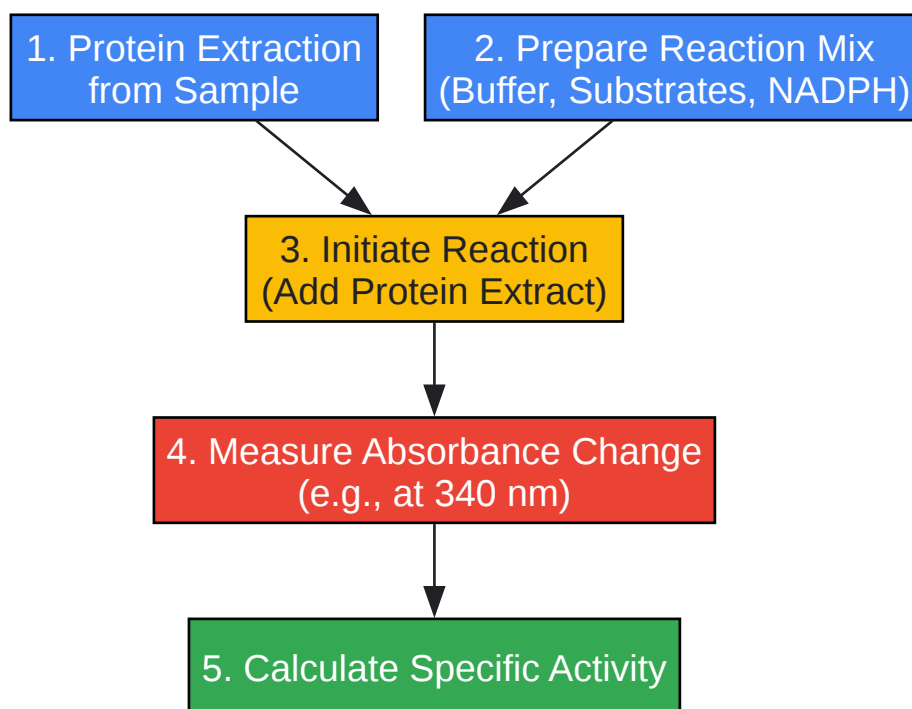 1. Protein Extraction
from Sample
2. Prepare Reaction Mix
(Buffer, Substrates, NADPH)
3. Initiate Reaction
(Add Protein Extract)
4. Measure Absorbance Change
(e.g., at 340 nm)
5. Calculate Specific Activity